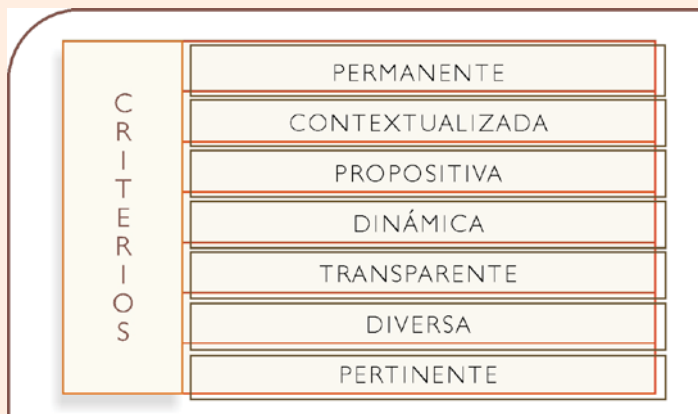 CRITERIOS
PERMANENTE
CONTEXTUALIZADA
PROPOSITIVA
DINÁMICA
TRANSPARENTE
DIVERSA
PERTINENTE